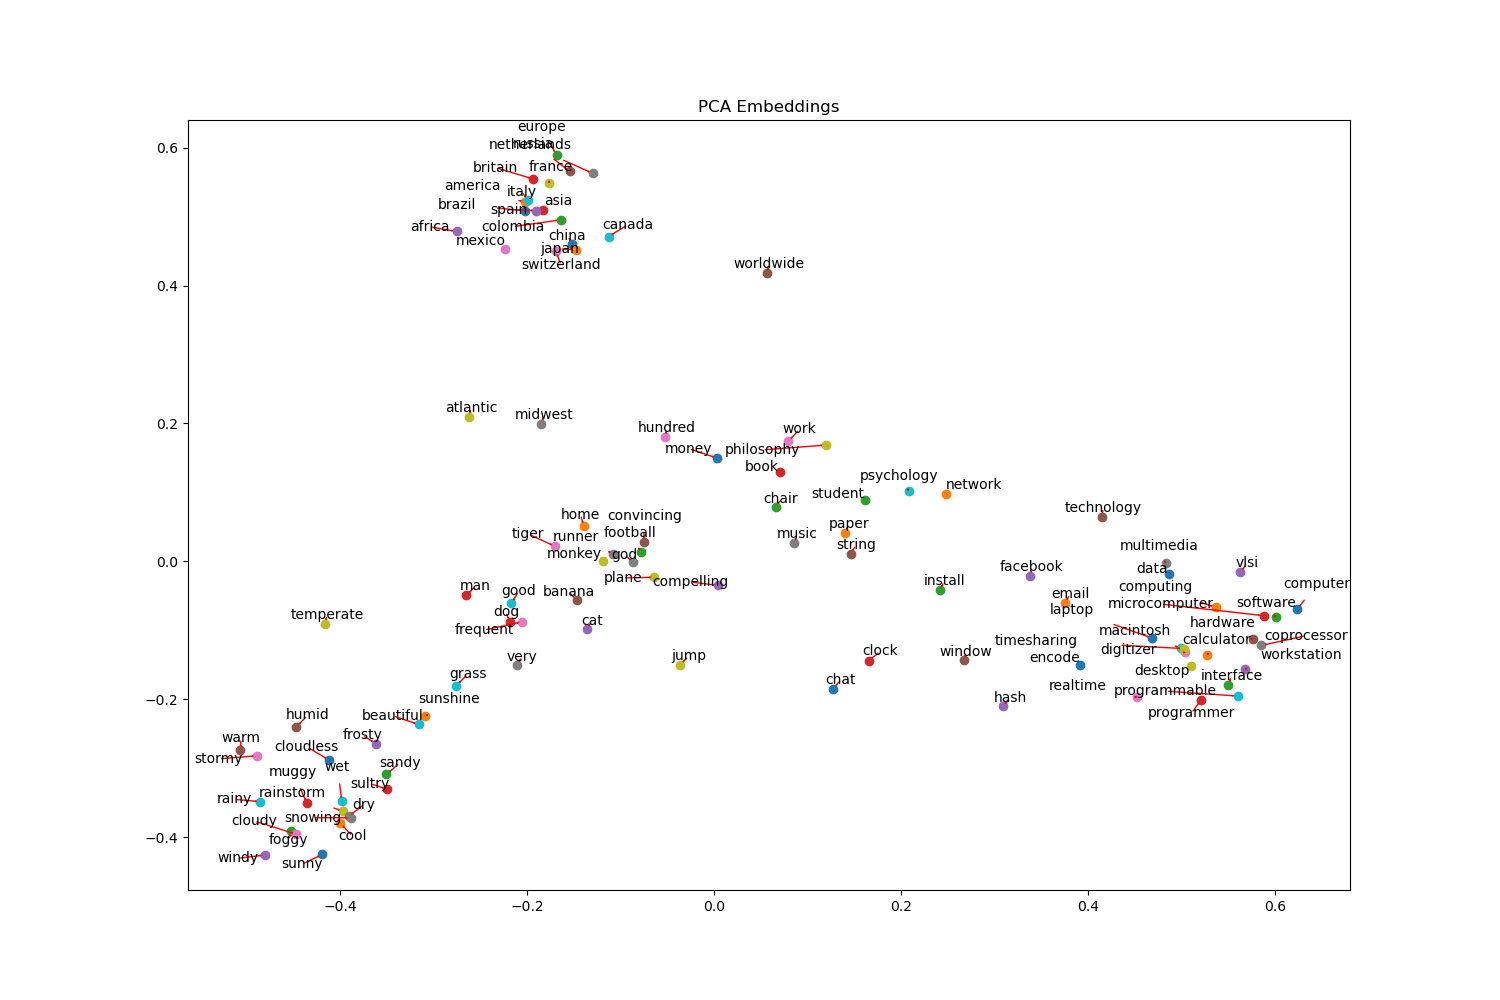 PCA Embeddings
europe
netherlands
russia
britain
france
america
italy
brazil
spain
asia
africa
colombia
canada
mexico
china
japan
switzerland
worldwide
atlantic
midwest
hundred
work
money
philosophy
book
psychology
network
chair
student
technology
home
convincing
tiger
runner
football
music
paper
string
monkey
god
multimedia
plane
compelling
facebook
data
vlsi
install
computing
computer
man
good
banana
email
laptop
microcomputer
software
temperate
dog
frequent
cat
hardware
macintosh
timesharing
calculator
coprocessor
digitizer
very
jump
clock
window
encode
workstation
grass
chat
desktop
interface
realtime
programmable
sunshine
hash
programmer
humid
beautiful
warm
frosty
stormy
cloudless
muggy
wet
sandy
sultry
rainy
rainstorm
dry
cloudy
snowing
foggy
cool
windy
sunny
0.6
0.4
0.2
0.0
−0.2
−0.4
−0.4
−0.2
0.0
0.2
0.4
0.6